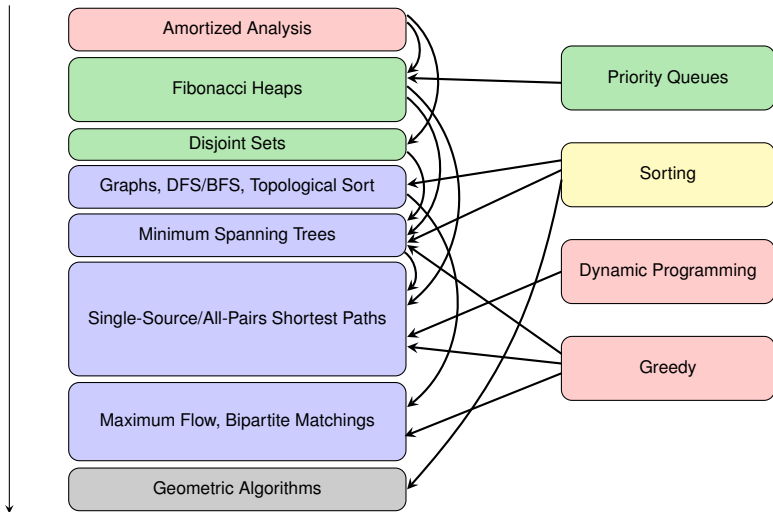 Amortized Analysis
Fibonacci Heaps
Disjoint Sets
Graphs, DFS/BFS, Topological Sort
Minimum Spanning Trees
Single-Source/All-Pairs Shortest Paths
Maximum Flow, Bipartite Matchings
Geometric Algorithms
Priority Queues
Sorting
Dynamic Programming
Greedy